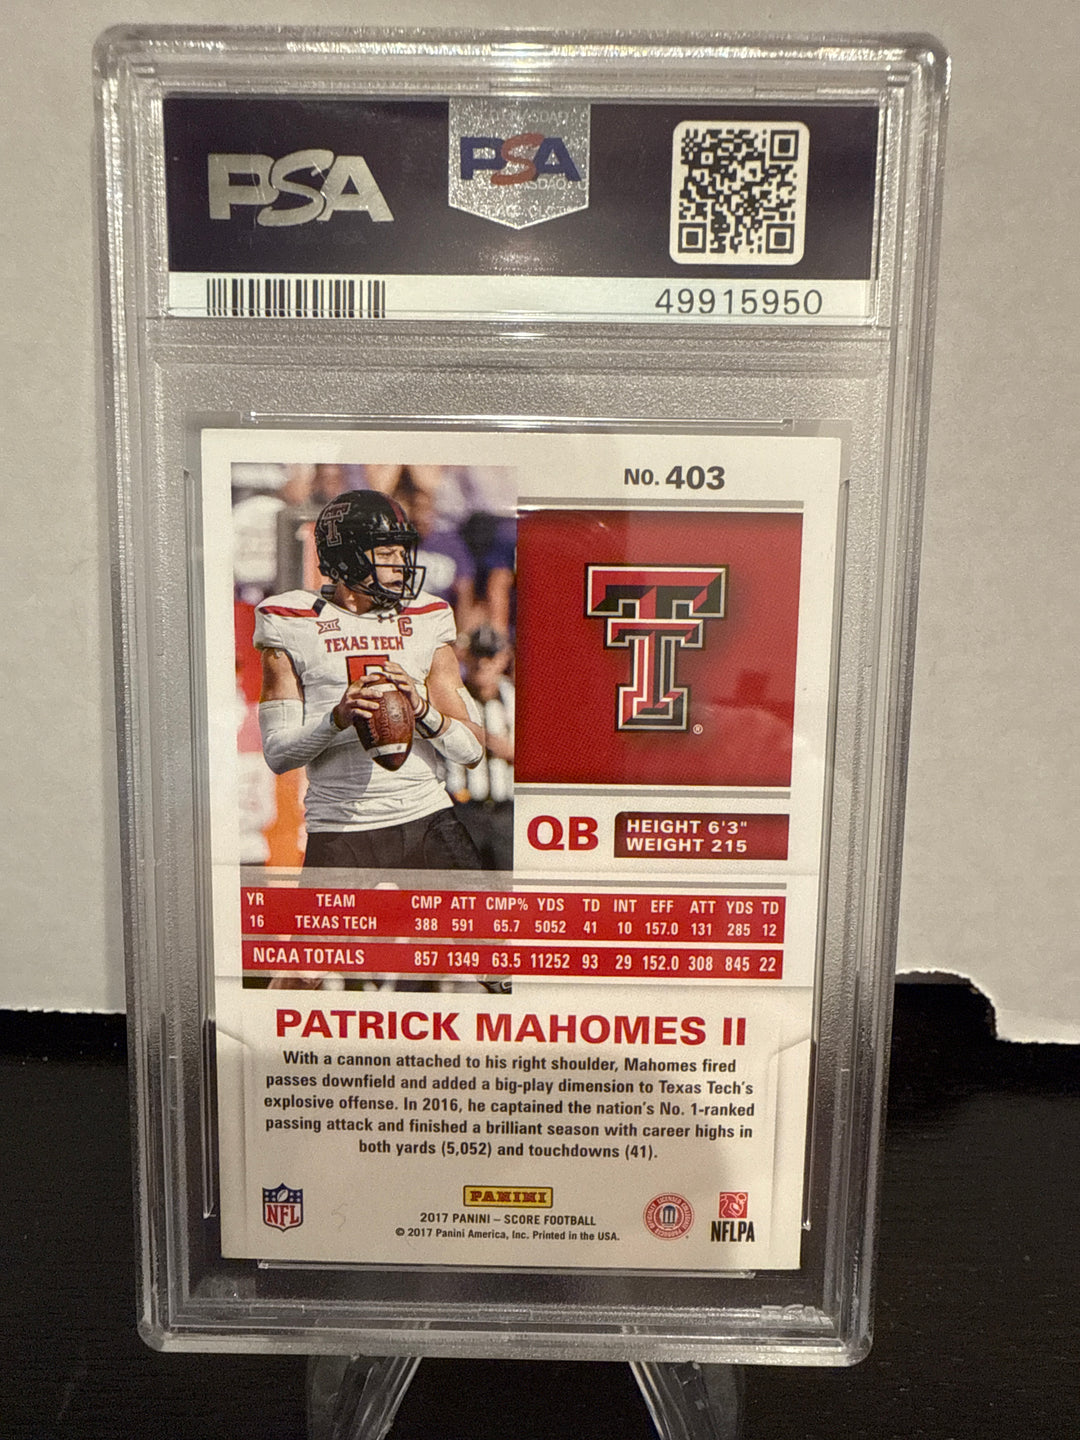 PSA
PSA
49915950
NO. 403
TEXAS TECH
C
XII
QB
HEIGHT 6'3"
WEIGHT 215
YR TEAM CMP ATT CMP% YDS TD INT EFF ATT YDS TD
16 TEXAS TECH 388 591 65.7 5052 41 10 157.0 131 285 12
NCAA TOTALS 857 1349 63.5 11252 93 29 152.0 308 845 22
PATRICK MAHOMES II
With a cannon attached to his right shoulder, Mahomes fired
passes downfield and added a big-play dimension to Texas Tech's
explosive offense. In 2016, he captained the nation's No. 1-ranked
passing attack and finished a brilliant season with career highs in
both yards (5,052) and touchdowns (41).
NFL
PANINI
2017 PANINI – SCORE FOOTBALL
© 2017 Panini America, Inc. Printed in the USA.
NFLPA
PSA